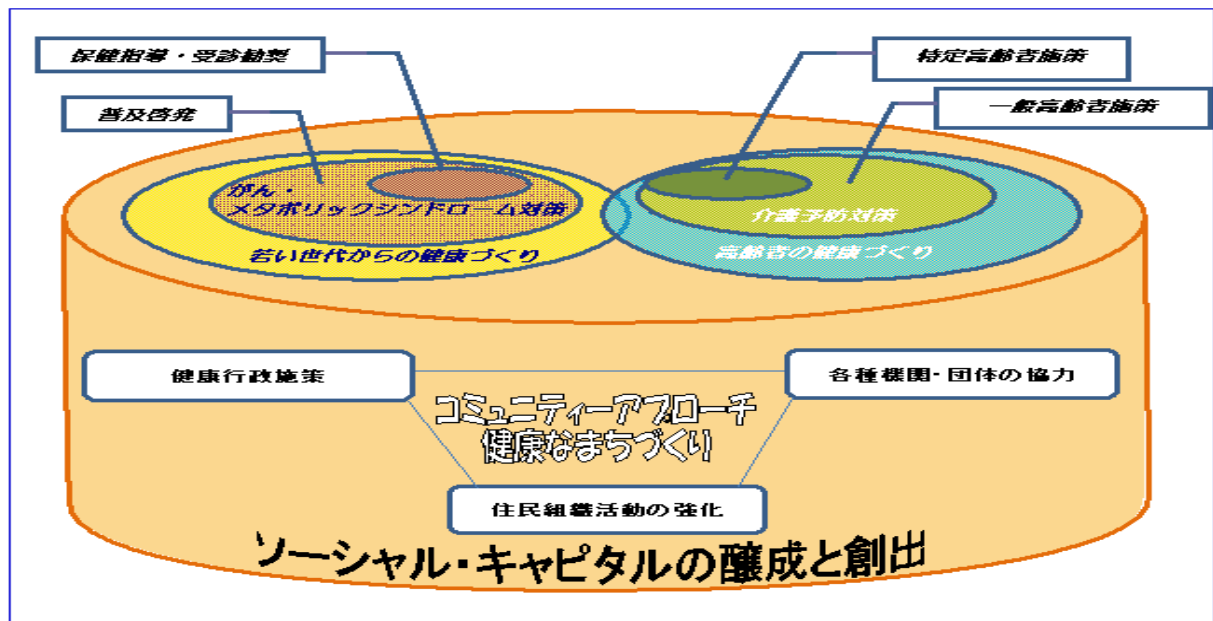 保健指導・受診勧奨
特定高齢者施策
普及啓発
一般高齢者施策
がん・
メタボリックシンドローム対策
若い世代からの健康づくり
介護予防対策
高齢者の健康づくり
健康行政施策
各種機関・団体の協力
コミュニティーアプローチ
健康なまちづくり
住民組織活動の強化
ソーシャル・キャピタルの醸成と創出